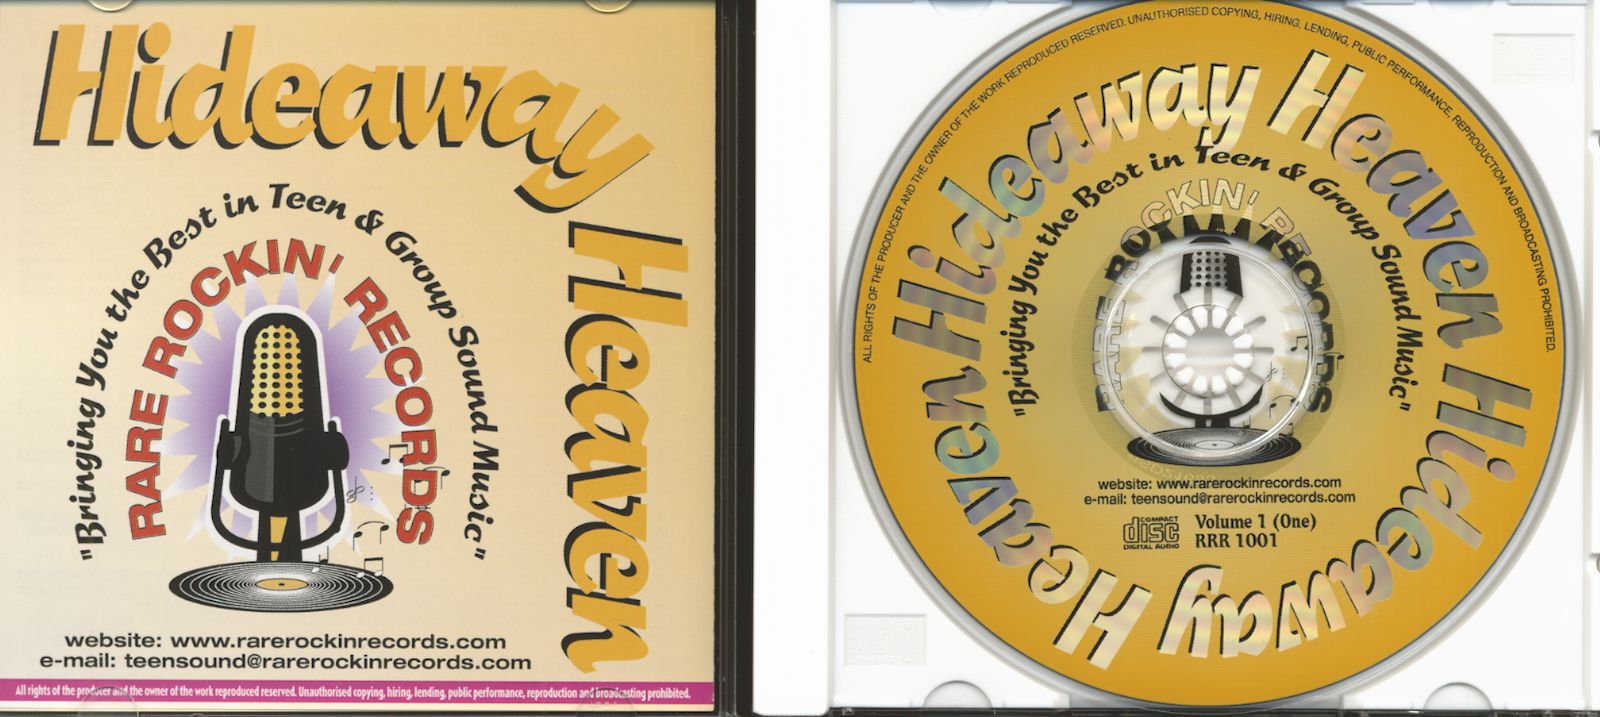 Hideaway Heaven
"Bringing You the Best in Teen & Group Sound Music"
RARE ROCKIN' RECORDS
website: www.rarerockinrecords.com
e-mail: teensound@rarerockinrecords.com
All rights of the producer and the owner of the work reproduced reserved. Unauthorised copying, hiring, lending, public performance, reproduction and broadcasting prohibited.
ALL RIGHTS OF THE PRODUCER AND THE OWNER OF THE WORK REPRODUCED RESERVED. UNAUTHORISED COPYING, HIRING, LENDING, PUBLIC PERFORMANCE, REPRODUCTION AND BROADCASTING PROHIBITED.
Hideaway Heaven Hideaway Heaven
"Bringing You the Best in Teen & Group Sound Music"
RARE ROCKIN' RECORDS
website: www.rarerockinrecords.com
e-mail: teensound@rarerockinrecords.com
COMPACT
disc
DIGITAL AUDIO
Volume 1 (One)
RRR 1001